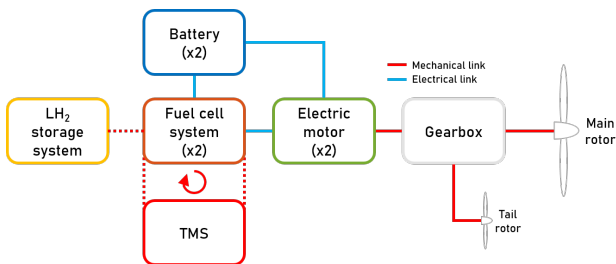 Battery
(x2)
Mechanical link
Electrical link
LH₂
storage
system
Fuel cell
system
(x2)
Electric
motor
(x2)
Gearbox
Main
rotor
TMS
Tail
rotor